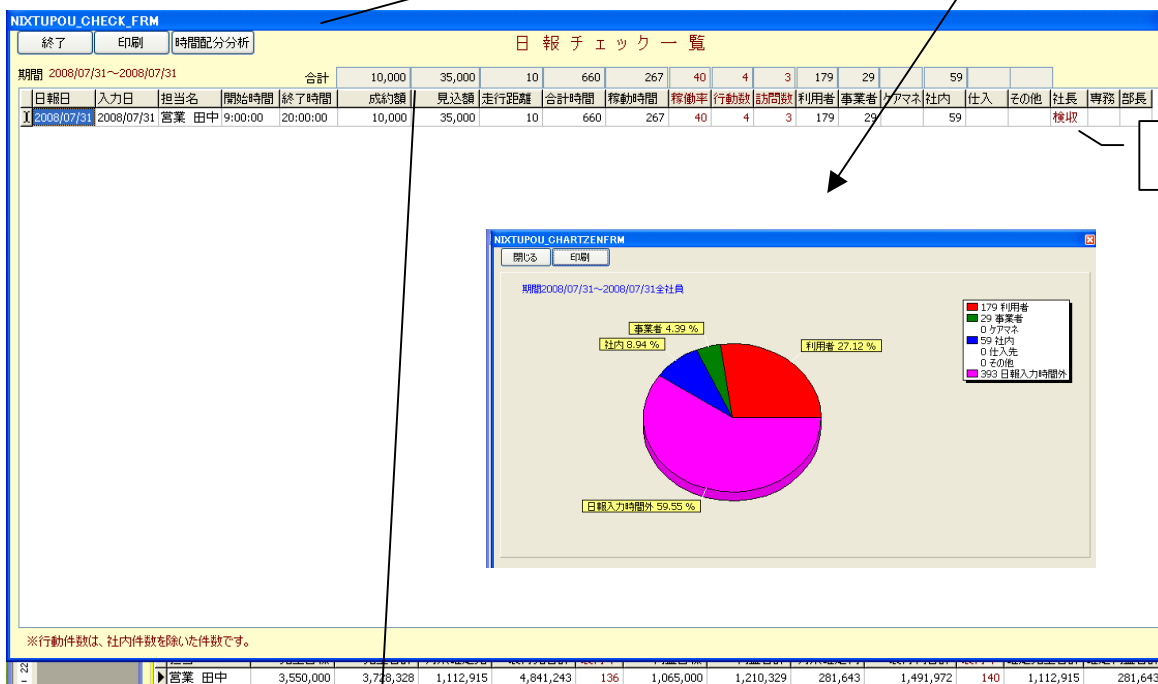 NIXTUPOU_CHECK_FRM
終了 印刷 時間配分分析 日 報 チ ェ ッ ク 一 覧
期間 2008/07/31～2008/07/31 合計 10,000 35,000 10 660 267 40 4 3 179 29 59
日報日 入力日 担当名 開始時間 終了時間 成約額 見込額 走行距離 合計時間 稼動時間 稼働率 行動数 訪問数 利用者 事業者 ケアマネ 社内 仕入 その他 社長 専務 部長
2008/07/31 2008/07/31 営業 田中 9:00:00 20:00:00 10,000 35,000 10 660 267 40 4 3 179 29 59 検収
NIXTUPOU_CHARTZENFRM
閉じる 印刷
期間2008/07/31～2008/07/31全社員
179 利用者
29 事業者
0 ケアマネ
59 社内
0 仕入先
0 その他
393 日報入力時間外
事業者 4.39 %
社内 8.94 %
利用者 27.12 %
日報入力時間外 59.55 %
※行動件数は、社内件数を除いた件数です。
22
営業 田中 3,550,000 3,728,328 1,112,915 4,841,243 136 1,065,000 1,210,329 281,643 1,491,972 140 1,112,915 281,643